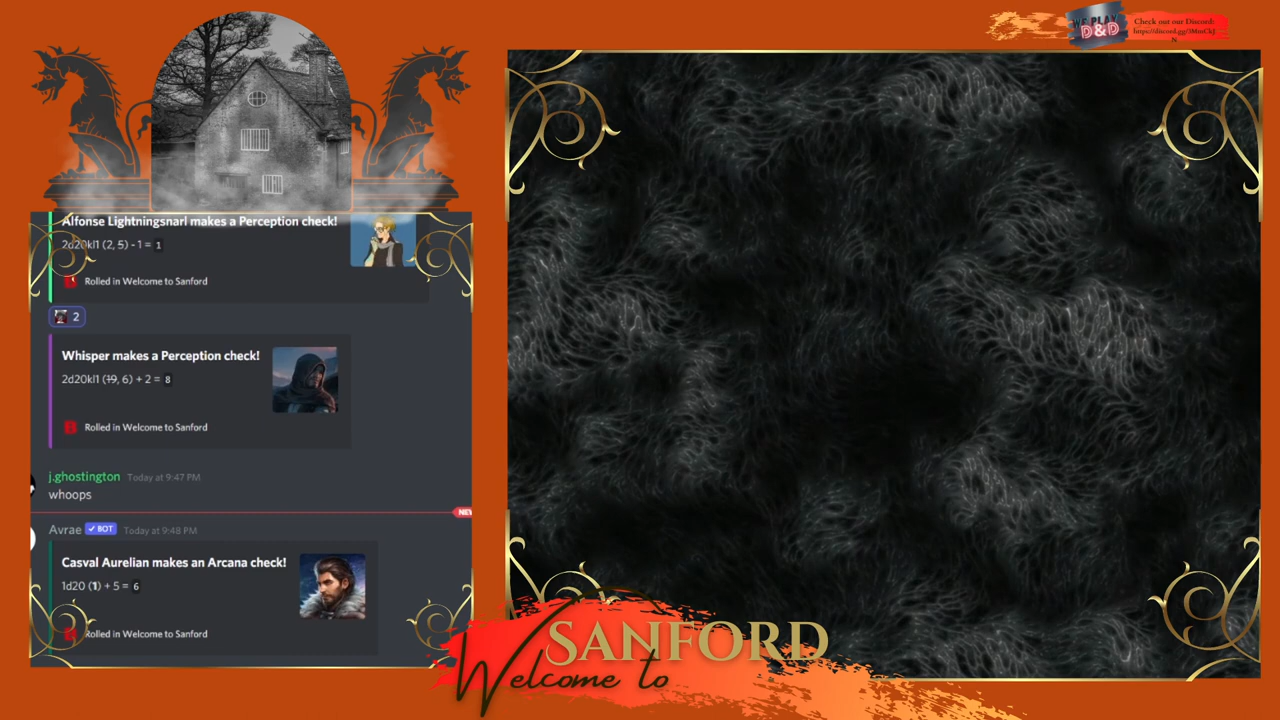 WE PLAY
D&D
Check out our Discord:
Alfonse Lightningsnarl makes a Perception check!
2d20kl1 (2, 5) - 1 = 1
Rolled in Welcome to Sanford
2
Whisper makes a Perception check!
2d20kl1 (19, 6) + 2 = 8
Rolled in Welcome to Sanford
j.ghostington Today at 9:47 PM
whoops
NEW
Avrae ✓ BOT Today at 9:48 PM
Casval Aurelian makes an Arcana check!
1d20 (1) + 5 = 6
Rolled in Welcome to Sanford
Welcome to
SANFORD